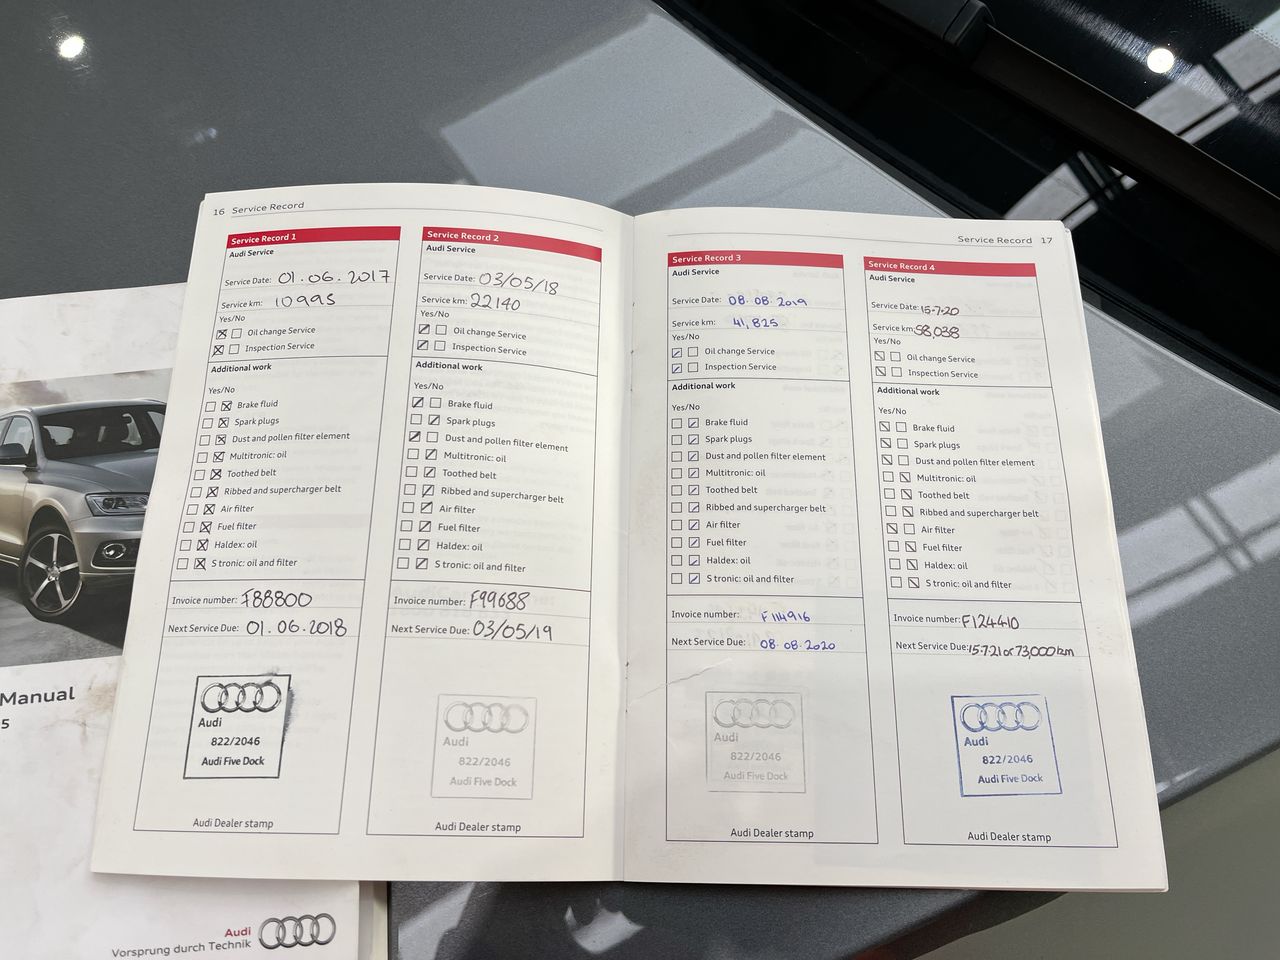 16 Service Record
Service Record 1
Audi Service
Service Date: 01.06.2017
Service km: 10995
Yes/No
Oil change Service
Inspection Service
Additional work
Yes/No
Brake fluid
Spark plugs
Dust and pollen filter element
Multitronic: oil
Toothed belt
Ribbed and supercharger belt
Air filter
Fuel filter
Haldex: oil
S tronic: oil and filter
Invoice number: F88800
Next Service Due: 01.06.2018
Audi
822/2046
Audi Five Dock
Audi Dealer stamp
Service Record 2
Audi Service
Service Date: 03/05/18
Service km: 22140
Yes/No
Oil change Service
Inspection Service
Additional work
Yes/No
Brake fluid
Spark plugs
Dust and pollen filter element
Multitronic: oil
Toothed belt
Ribbed and supercharger belt
Air filter
Fuel filter
Haldex: oil
S tronic: oil and filter
Invoice number: F99688
Next Service Due: 03/05/19
Audi
822/2046
Audi Five Dock
Audi Dealer stamp
Service Record 17
Service Record 3
Audi Service
Service Date: 08.08.2019
Service km: 41,825
Yes/No
Oil change Service
Inspection Service
Additional work
Yes/No
Brake fluid
Spark plugs
Dust and pollen filter element
Multitronic: oil
Toothed belt
Ribbed and supercharger belt
Air filter
Fuel filter
Haldex: oil
S tronic: oil and filter
Invoice number: F114916
Next Service Due: 08.08.2020
Audi
822/2046
Audi Five Dock
Audi Dealer stamp
Service Record 4
Audi Service
Service Date: 15-7-20
Service km: 58,038
Yes/No
Oil change Service
Inspection Service
Additional work
Yes/No
Brake fluid
Spark plugs
Dust and pollen filter element
Multitronic: oil
Toothed belt
Ribbed and supercharger belt
Air filter
Fuel filter
Haldex: oil
S tronic: oil and filter
Invoice number: F124410
Next Service Due: 15.7.21 or 73,000km
Audi
822/2046
Audi Five Dock
Audi Dealer stamp
Manual
5
Audi
Vorsprung durch Technik